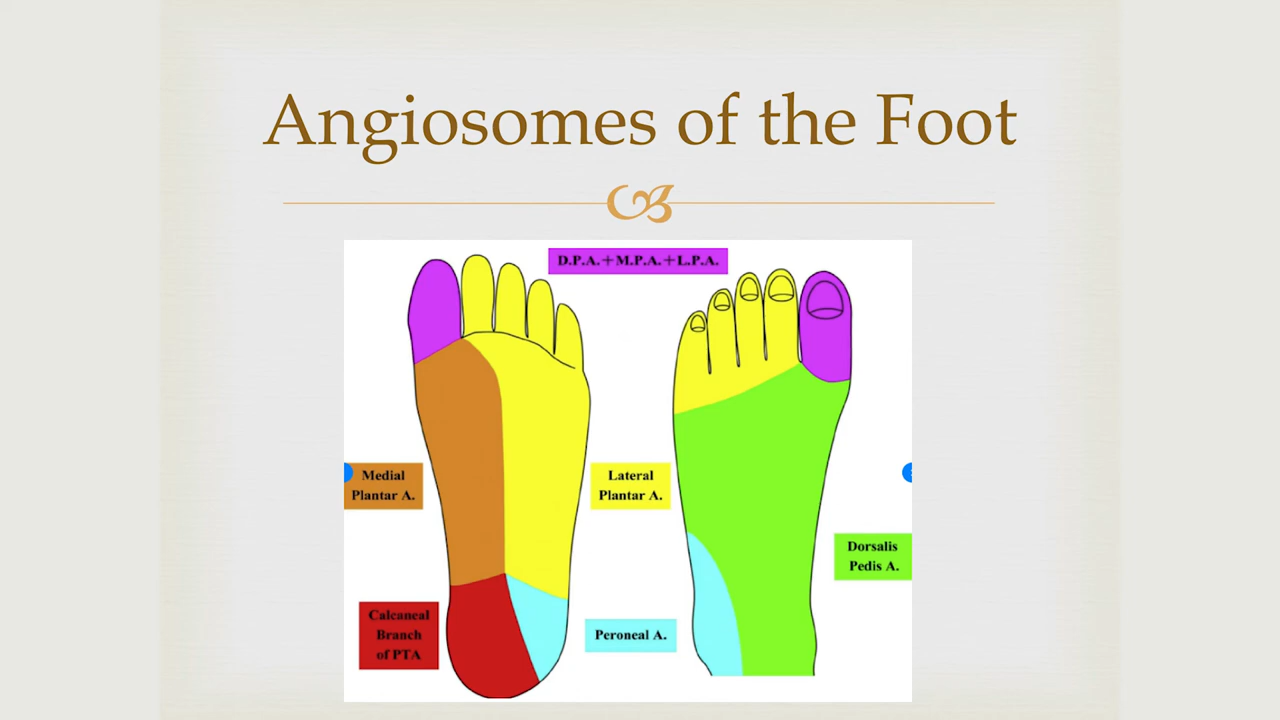 Angiosomes of the Foot
D.P.A.+M.P.A.+L.P.A.
Medial
Plantar A.
Lateral
Plantar A.
Dorsalis
Pedis A.
Calcaneal
Branch
of PTA
Peroneal A.